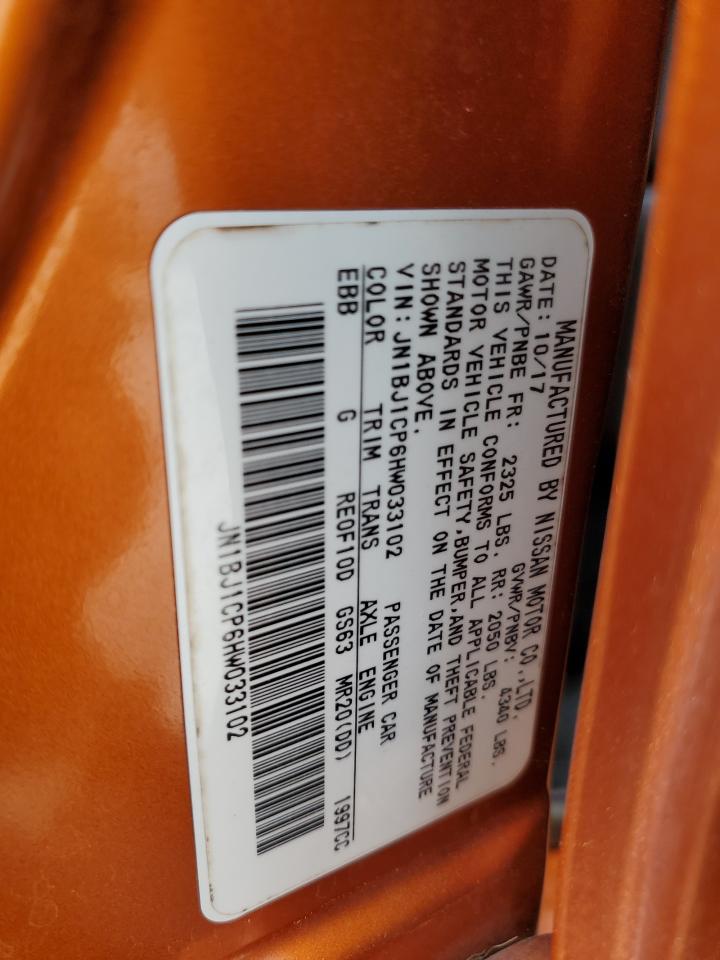 MANUFACTURED BY NISSAN MOTOR CO.,LTD.
DATE: 10/17 GVWR/PNBV: 4340 LBS.
GAWR/PNBE FR: 2325 LBS. RR: 2050 LBS.
THIS VEHICLE CONFORMS TO ALL APPLICABLE FEDERAL
MOTOR VEHICLE SAFETY,BUMPER,AND THEFT PREVENTION
STANDARDS IN EFFECT ON THE DATE OF MANUFACTURE
SHOWN ABOVE.
VIN: JN1BJ1CP6HW033102 PASSENGER CAR
COLOR TRIM TRANS AXLE ENGINE
EBB G RE0F10D GS63 MR20(DD) 1997CC
JN1BJ1CP6HW033102